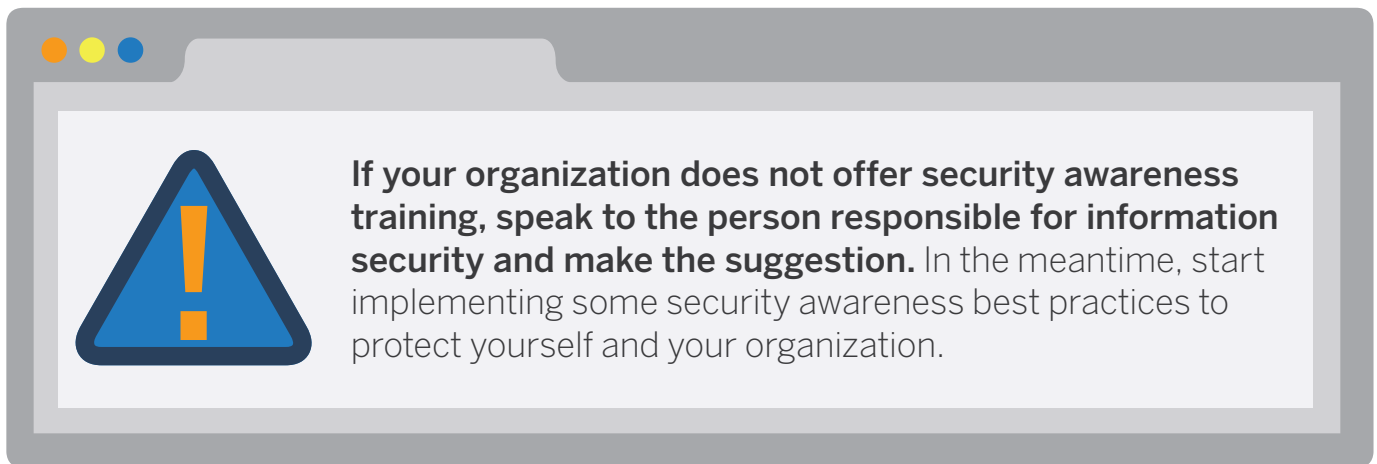 If your organization does not offer security awareness
training, speak to the person responsible for information
security and make the suggestion. In the meantime, start
implementing some security awareness best practices to
protect yourself and your organization.